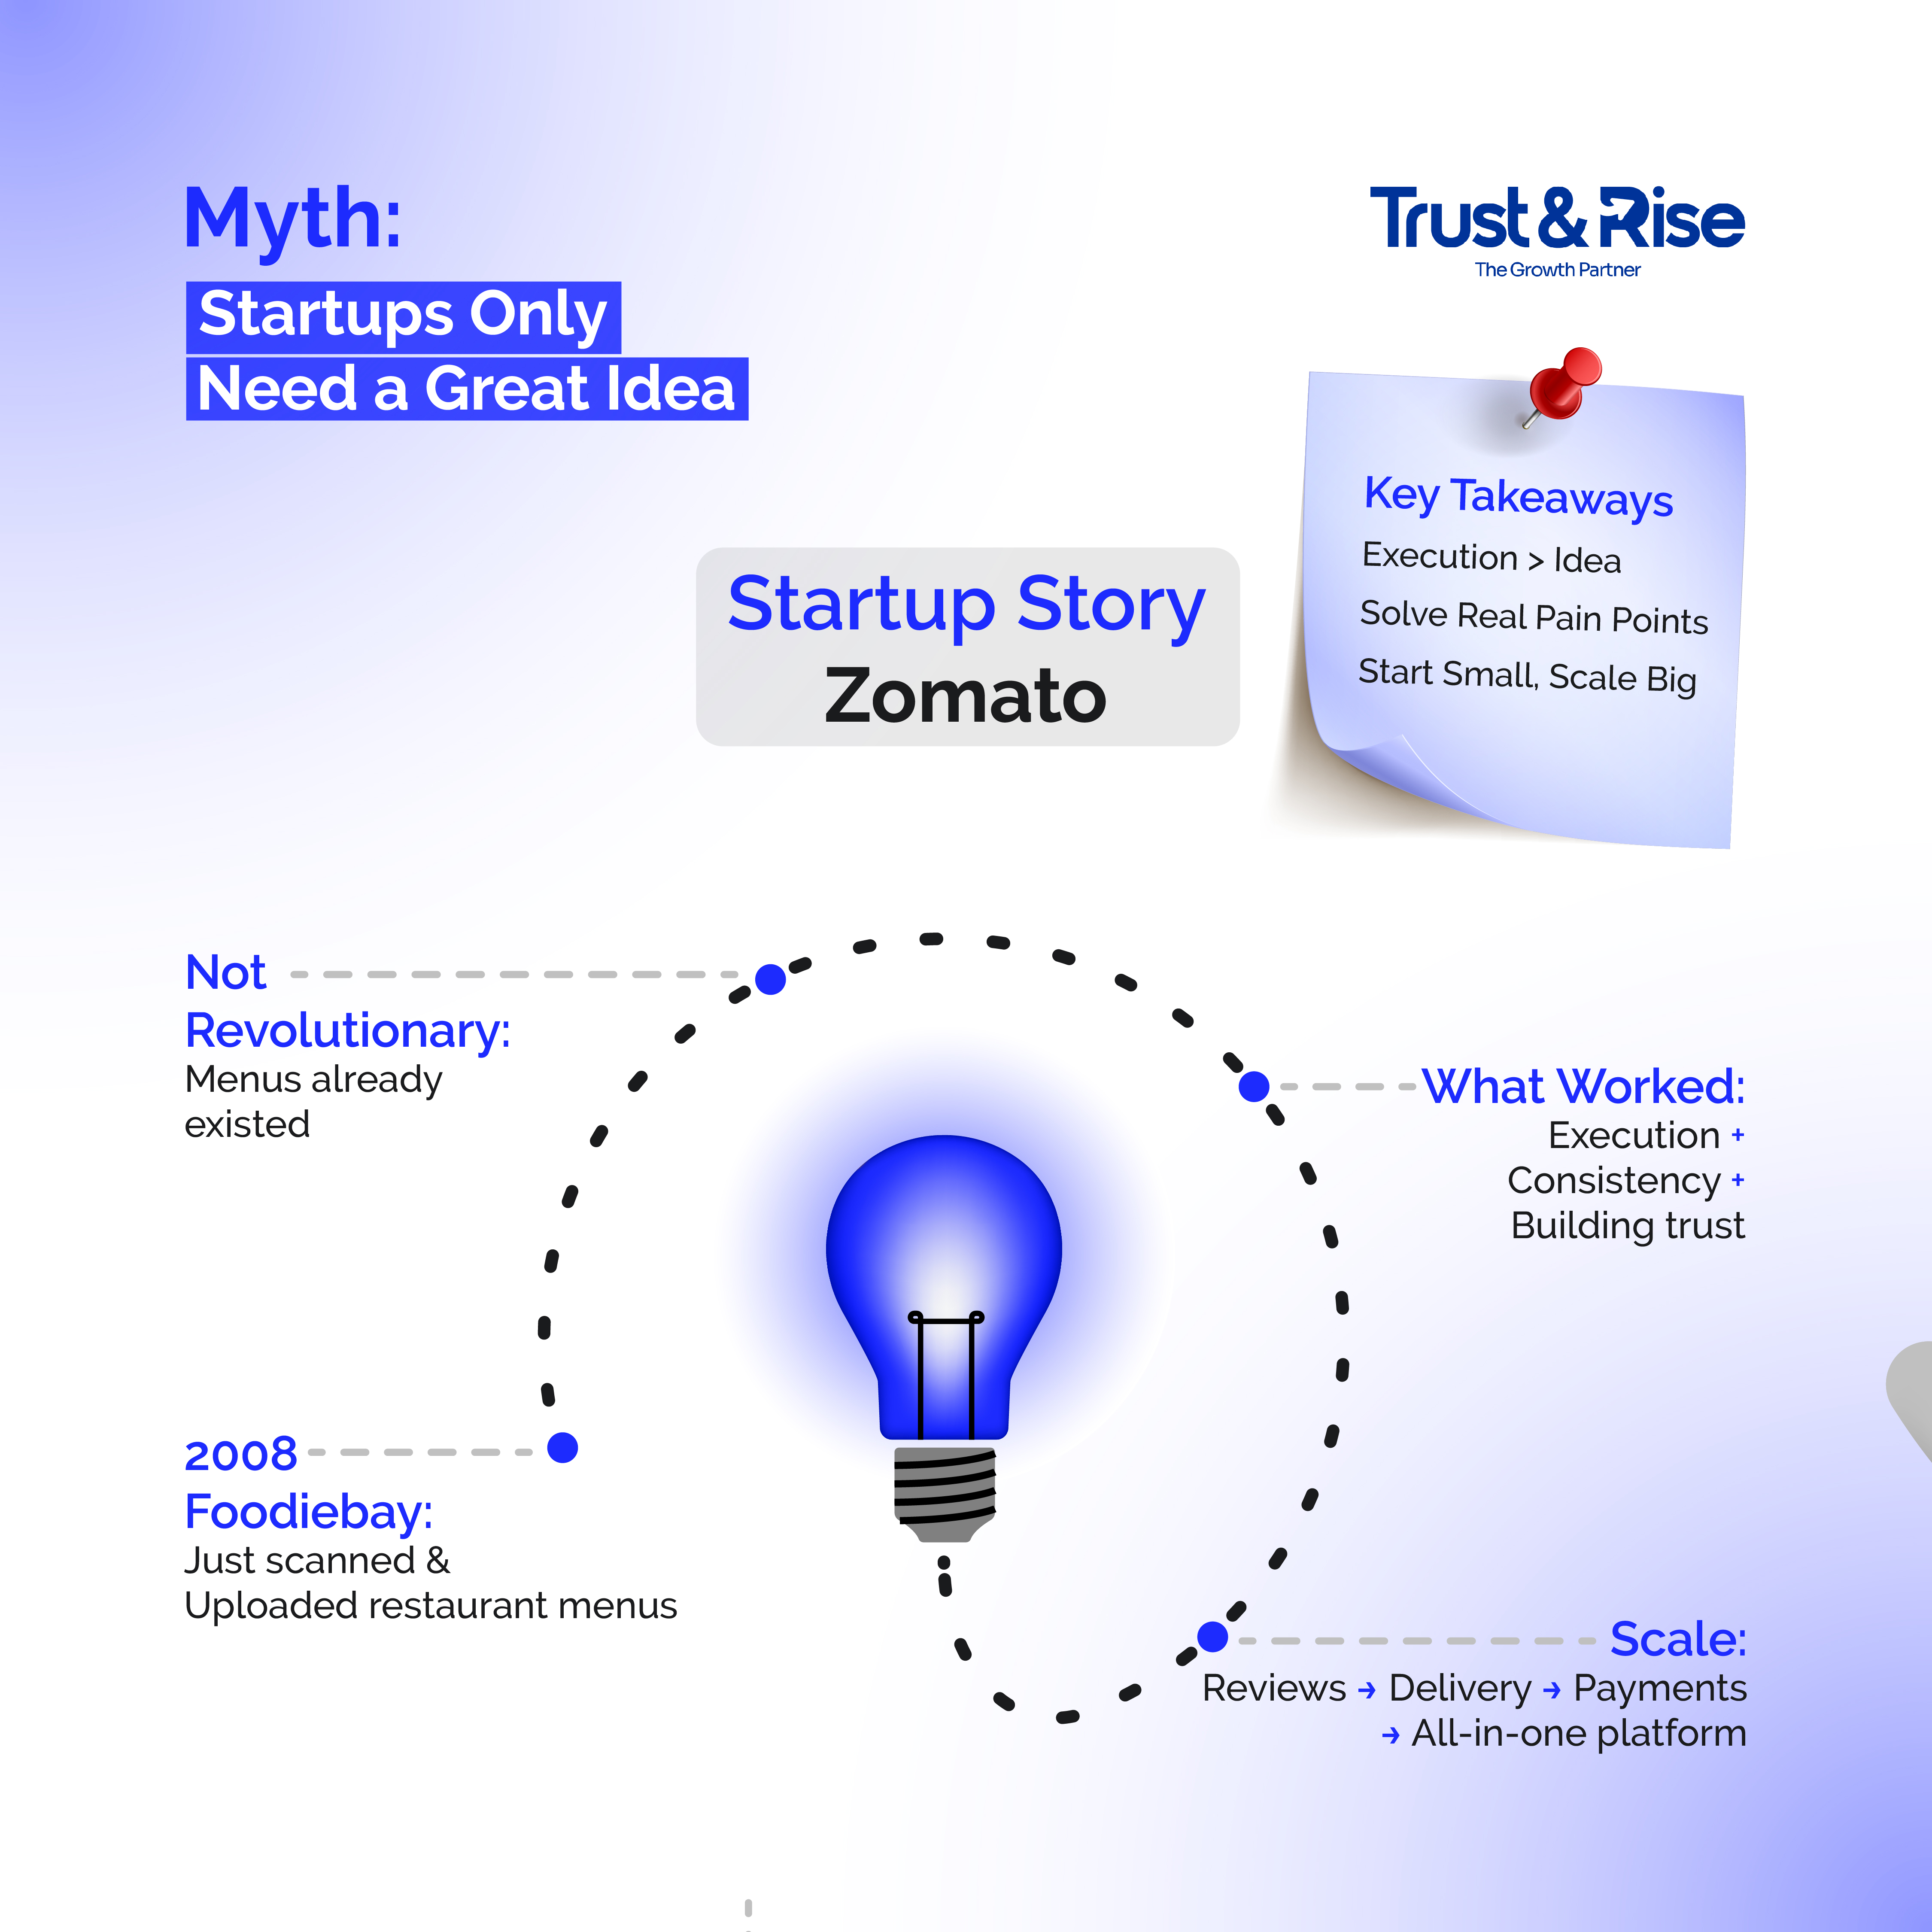 Myth:
Startups Only
Need a Great Idea
Trust & Rise
The Growth Partner
Key Takeaways
Execution > Idea
Solve Real Pain Points
Start Small, Scale Big
Startup Story
Zomato
Not
Revolutionary:
Menus already
existed
What Worked:
Execution +
Consistency +
Building trust
2008
Foodiebay:
Just scanned &
Uploaded restaurant menus
Scale:
Reviews → Delivery → Payments
→ All-in-one platform